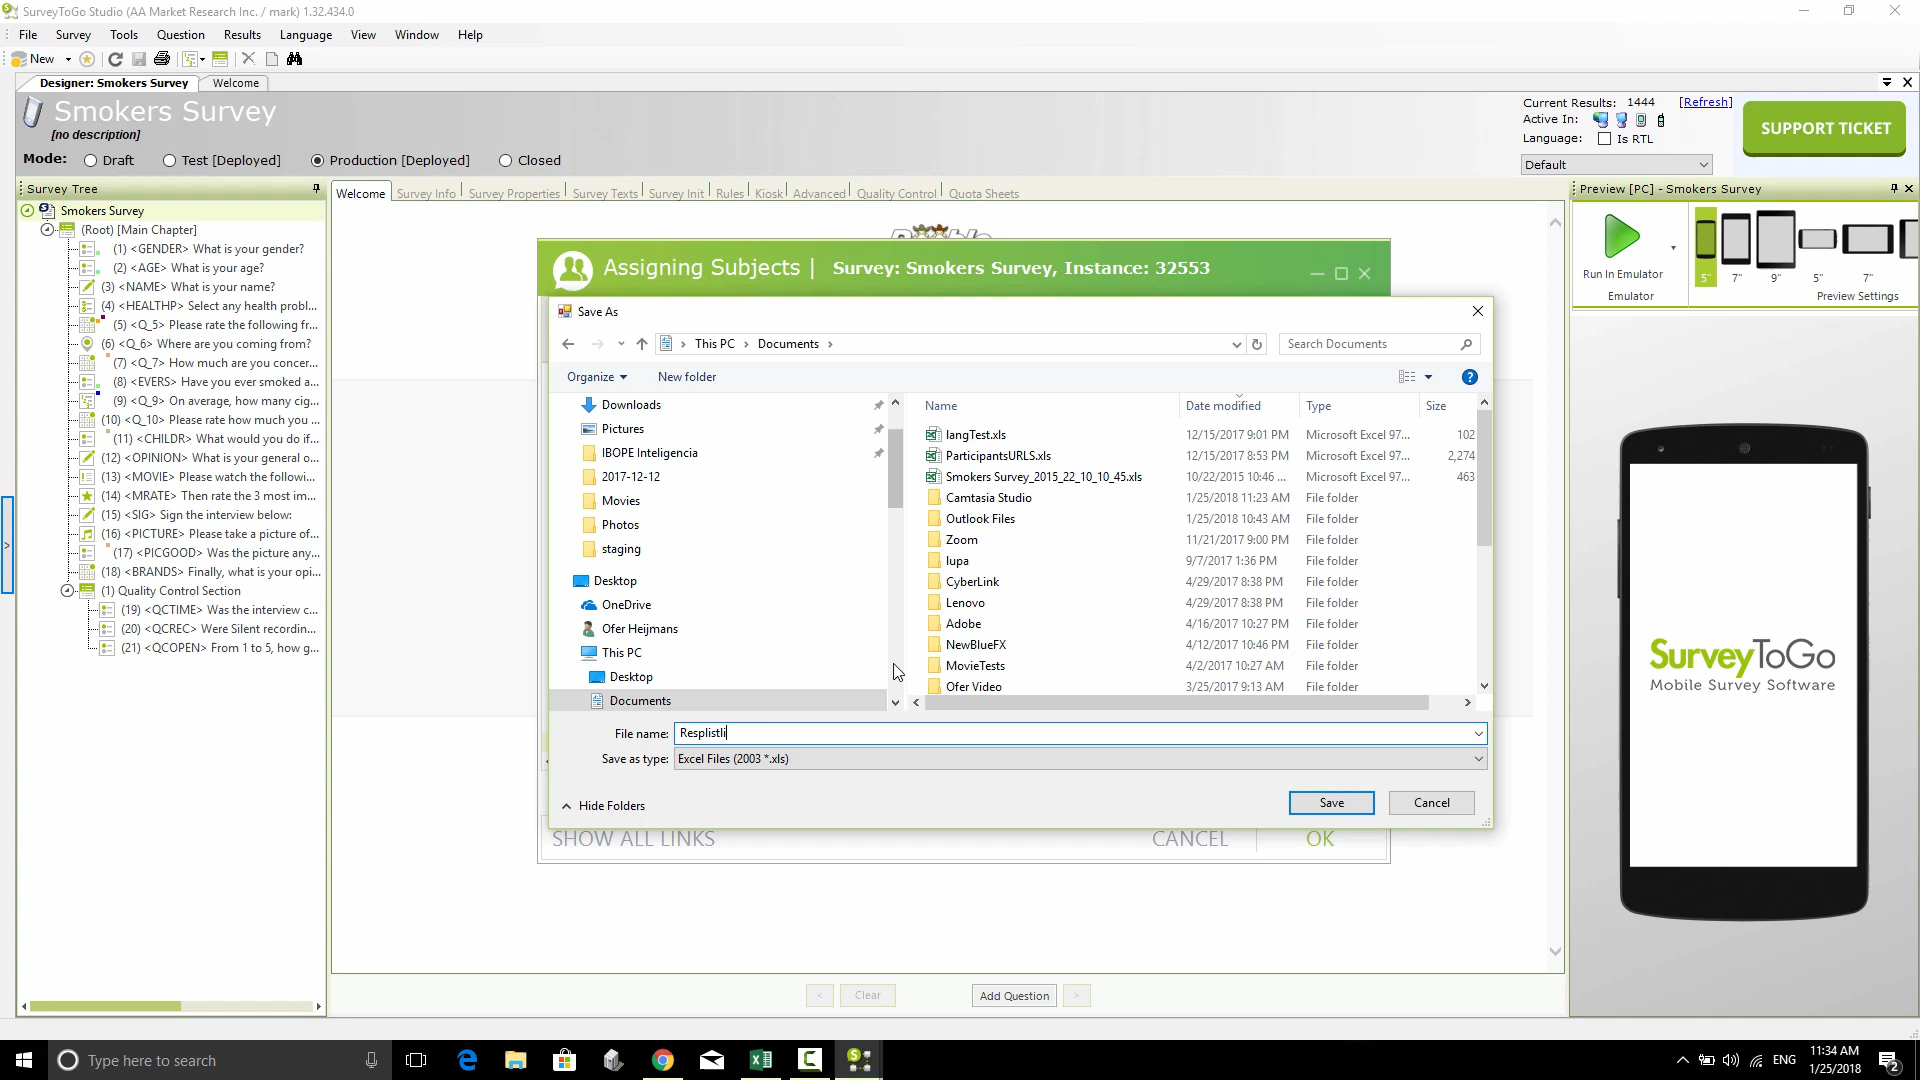 SurveyToGo Studio (AA Market Research Inc. / mark) 1.32.434.0
File Survey Tools Question Results Language View Window Help
New
Designer: Smokers Survey Welcome
Smokers Survey
[no description]
Mode: Draft Test [Deployed] Production [Deployed] Closed
Current Results: 1444 [Refresh]
Active In:
Language: Is RTL
Default
SUPPORT TICKET
Survey Tree
Smokers Survey
(Root) [Main Chapter]
(1) <GENDER> What is your gender?
(2) <AGE> What is your age?
(3) <NAME> What is your name?
(4) <HEALTHP> Select any health probl...
(5) <Q_5> Please rate the following fr...
(6) <Q_6> Where are you coming from?
(7) <Q_7> How much are you concer...
(8) <EVERS> Have you ever smoked a...
(9) <Q_9> On average, how many cig...
(10) <Q_10> Please rate how much you ...
(11) <CHILDR> What would you do if...
(12) <OPINION> What is your general o...
(13) <MOVIE> Please watch the followi...
(14) <MRATE> Then rate the 3 most im...
(15) <SIG> Sign the interview below:
(16) <PICTURE> Please take a picture of...
(17) <PICGOOD> Was the picture any...
(18) <BRANDS> Finally, what is your opi...
(1) Quality Control Section
(19) <QCTIME> Was the interview c...
(20) <QCREC> Were Silent recordin...
(21) <QCOPEN> From 1 to 5, how g...
Welcome Survey Info Survey Properties Survey Texts Survey Init Rules Kiosk Advanced Quality Control Quota Sheets
Assigning Subjects | Survey: Smokers Survey, Instance: 32553
Save As
This PC > Documents >
Search Documents
Organize New folder
Downloads
Pictures
IBOPE Inteligencia
2017-12-12
Movies
Photos
staging
Desktop
OneDrive
Ofer Heijmans
This PC
Desktop
Documents
Name Date modified Type Size
langTest.xls 12/15/2017 9:01 PM Microsoft Excel 97... 102
ParticipantsURLS.xls 12/15/2017 8:53 PM Microsoft Excel 97... 2,274
Smokers Survey_2015_22_10_10_45.xls 10/22/2015 10:46 ... Microsoft Excel 97... 463
Camtasia Studio 1/25/2018 11:23 AM File folder
Outlook Files 1/25/2018 10:43 AM File folder
Zoom 11/21/2017 9:00 PM File folder
lupa 9/7/2017 1:36 PM File folder
CyberLink 4/29/2017 8:38 PM File folder
Lenovo 4/29/2017 8:38 PM File folder
Adobe 4/16/2017 10:27 PM File folder
NewBlueFX 4/12/2017 10:46 PM File folder
MovieTests 4/2/2017 10:27 AM File folder
Ofer Video 3/25/2017 9:13 AM File folder
File name: Resplistli
Save as type: Excel Files (2003 *.xls)
Hide Folders
Save Cancel
SHOW ALL LINKS CANCEL OK
< Clear Add Question >
Preview [PC] - Smokers Survey
Run In Emulator
5" 7" 9" 5" 7"
Emulator Preview Settings
SurveyToGo
Mobile Survey Software
Type here to search
ENG
11:34 AM
1/25/2018
2